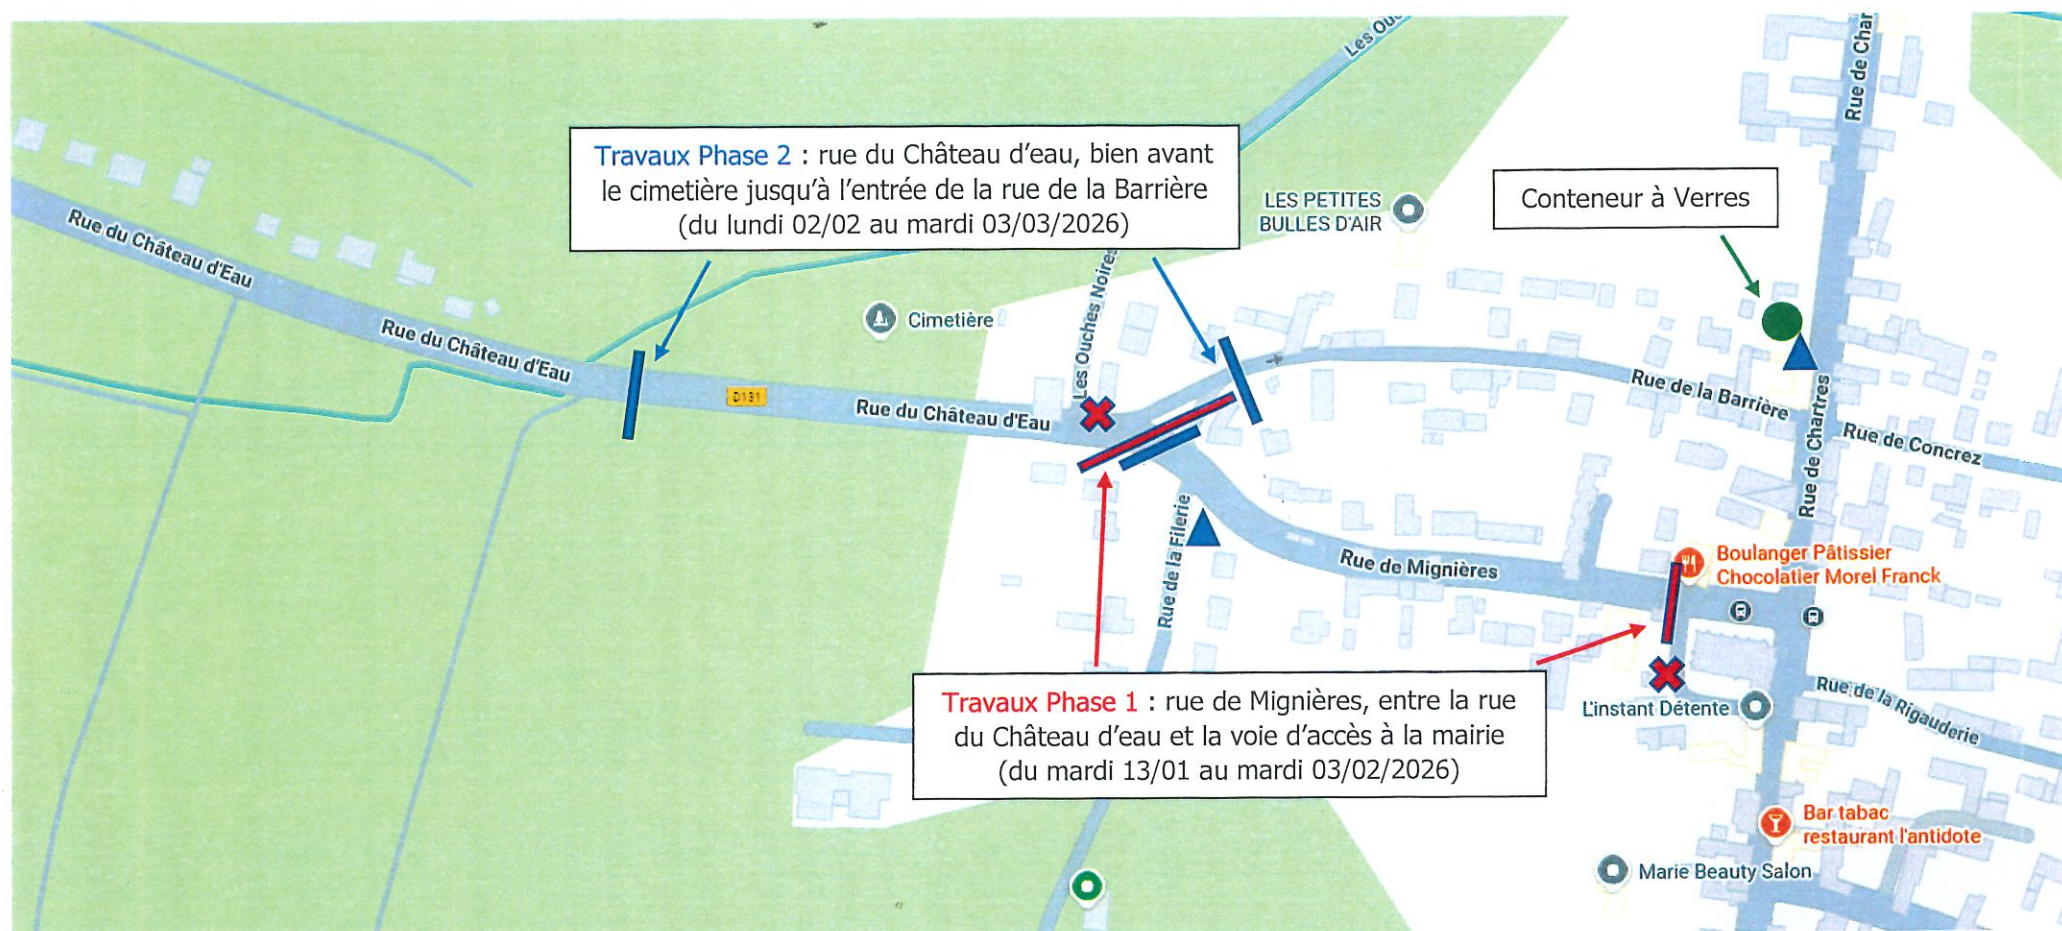 Les Ou
Rue de Char
Travaux Phase 2 : rue du Château d'eau, bien avant
le cimetière jusqu'à l'entrée de la rue de la Barrière
(du lundi 02/02 au mardi 03/03/2026)
Conteneur à Verres
LES PETITES
BULLES D'AIR
Rue du Château d'Eau
Rue du Château d'Eau
Cimetière
Les Ouches Noires
D131
Rue du Château d'Eau
Rue de la Barrière
Rue de Chartres
Rue de Concrez
Rue de la Filerie
Rue de Mignières
Boulanger Pâtissier
Chocolatier Morel Franck
Travaux Phase 1 : rue de Mignières, entre la rue
du Château d'eau et la voie d'accès à la mairie
(du mardi 13/01 au mardi 03/02/2026)
L'instant Détente
Rue de la Rigauderie
Bar tabac
restaurant l'antidote
Marie Beauty Salon